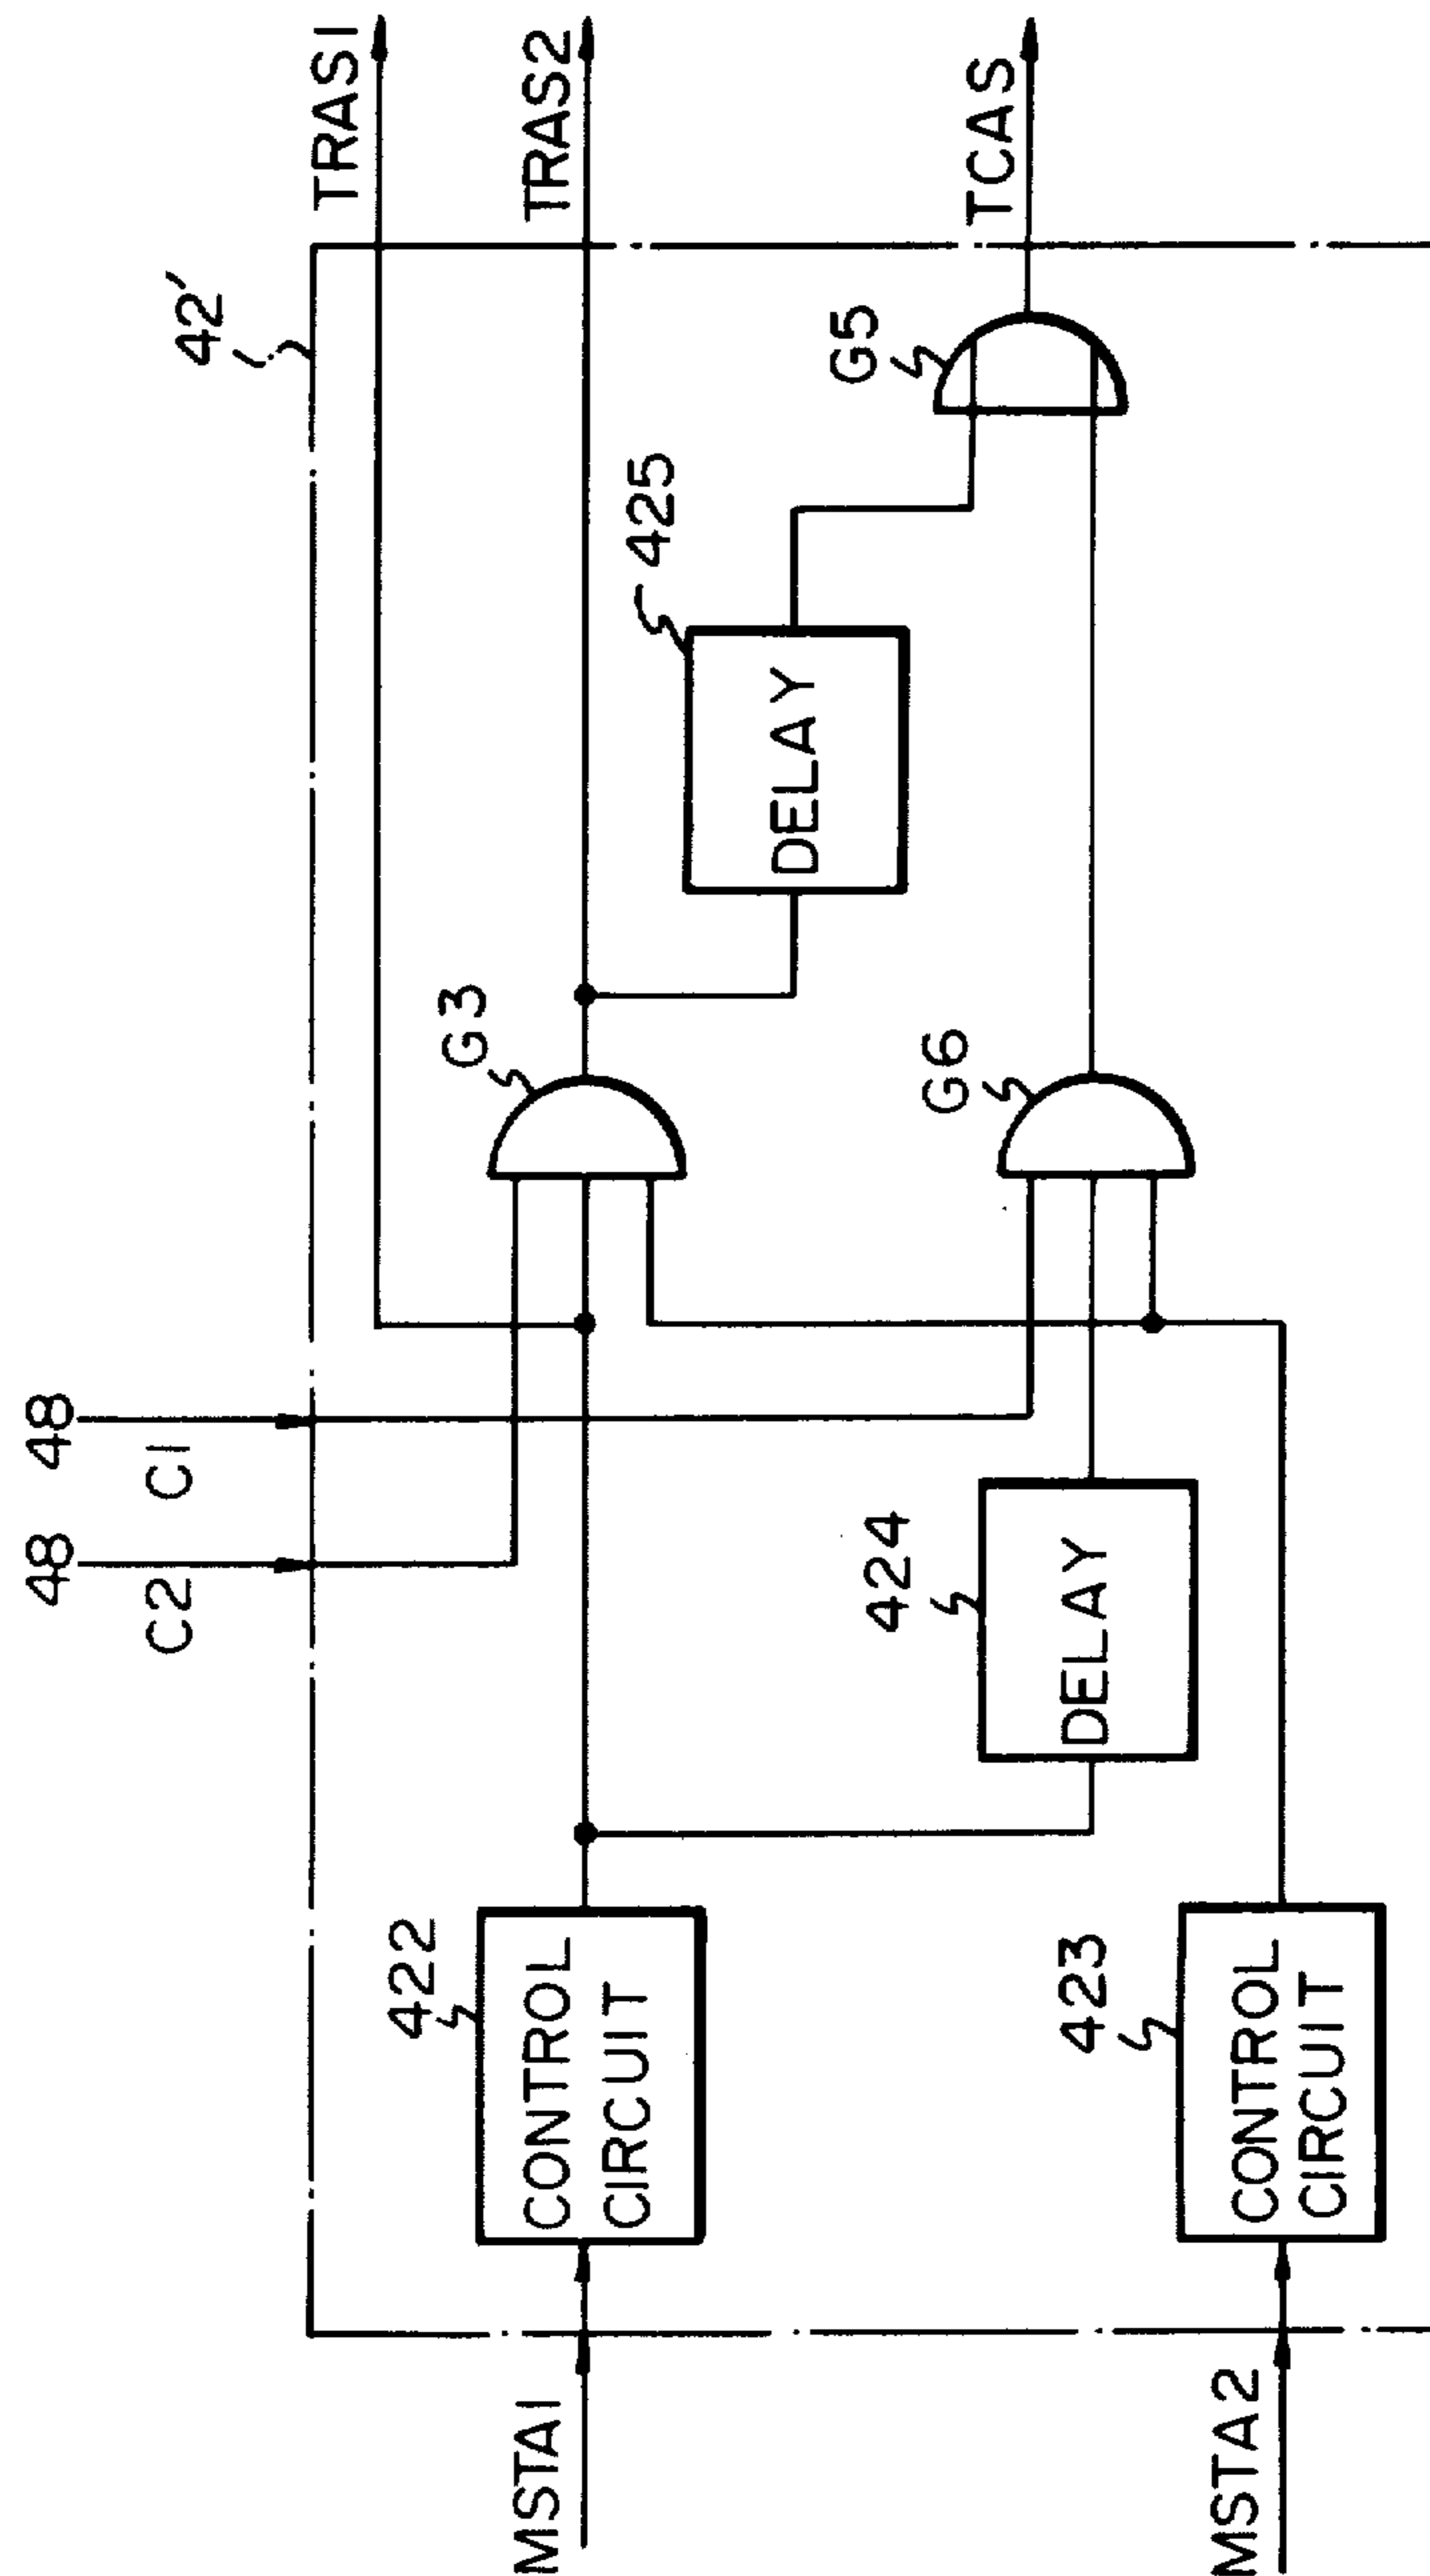 48
C2
48
C1
42'
TRAS1
TRAS2
TCAS
MSTA1
422
CONTROL
CIRCUIT
G3
DELAY
425
G5
424
DELAY
G6
MSTA2
423
CONTROL
CIRCUIT